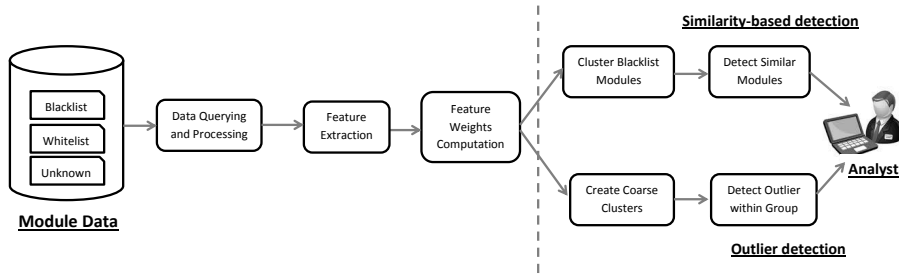 Similarity-based detection
Blacklist
Whitelist
Unknown
Module Data
Data Querying
and Processing
Feature
Extraction
Feature
Weights
Computation
Cluster Blacklist
Modules
Detect Similar
Modules
Create Coarse
Clusters
Detect Outlier
within Group
Analyst
Outlier detection